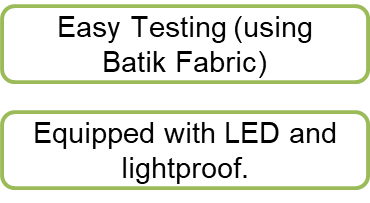 Easy Testing (using
Batik Fabric)
Equipped with LED and
lightproof.